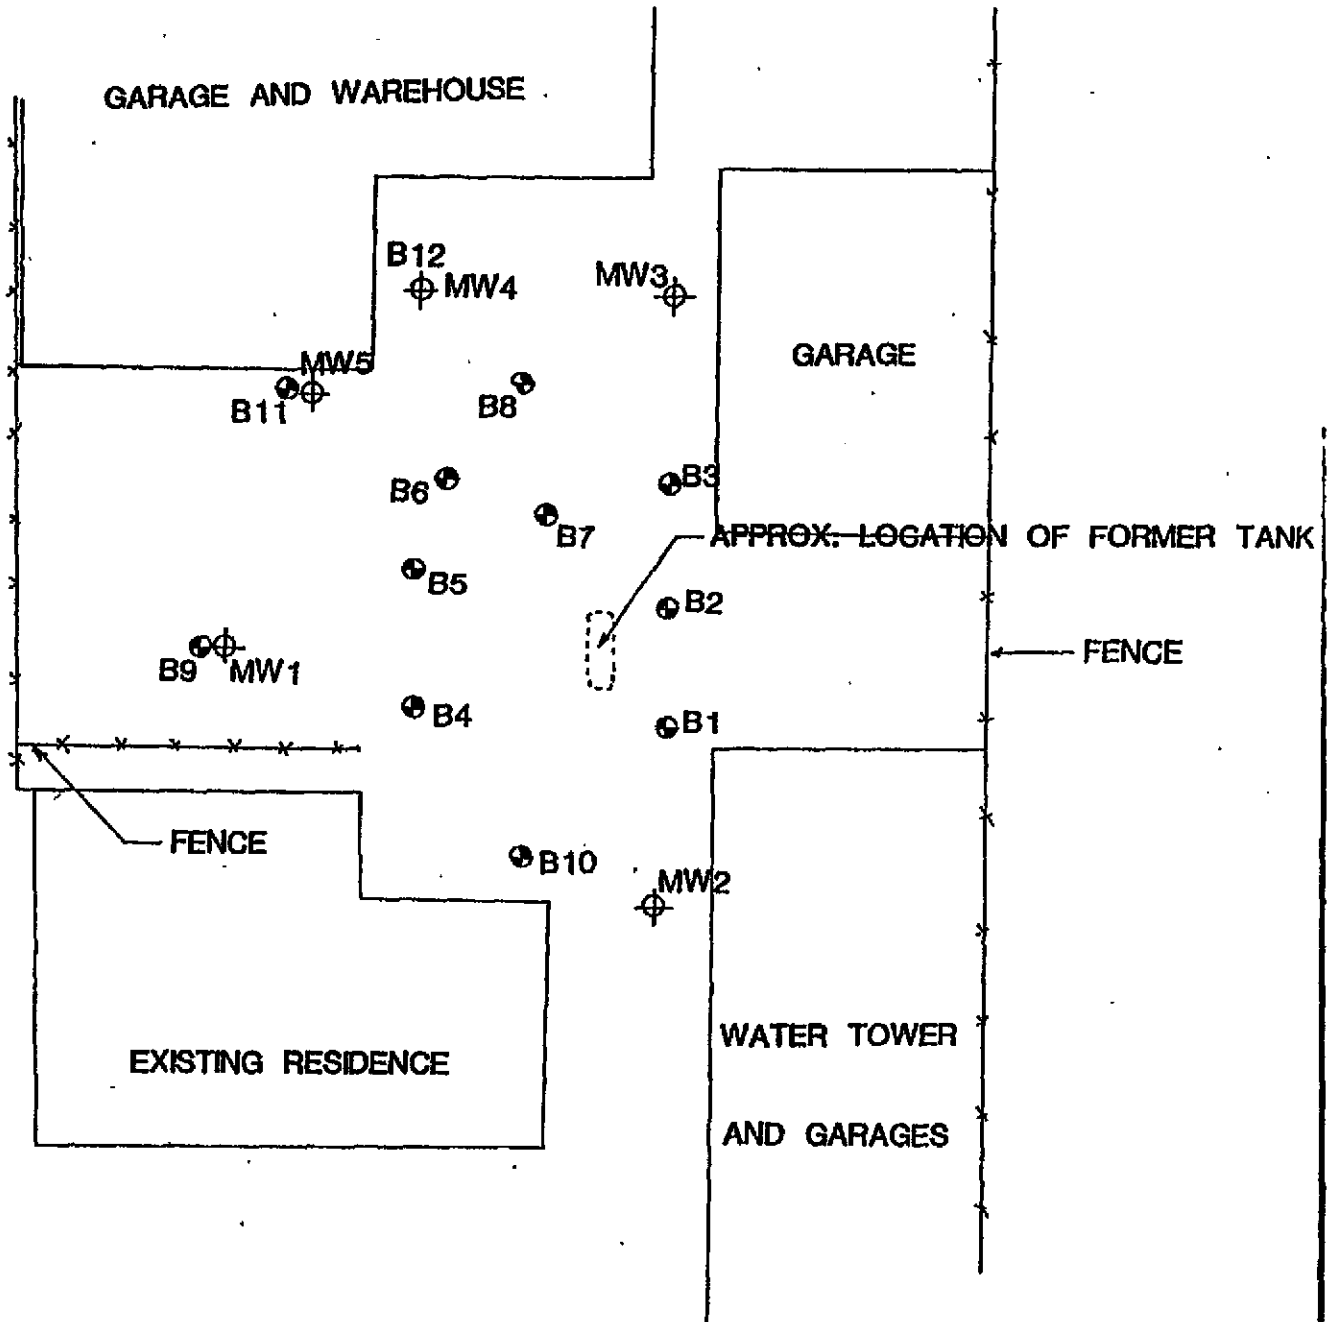 GARAGE AND WAREHOUSE
B12
MW4
MW3
GARAGE
MW5
B11
B8
B6
B3
B7
APPROX. LOCATION OF FORMER TANK
B5
B2
FENCE
B9
MW1
B4
B1
FENCE
B10
MW2
WATER TOWER
AND GARAGES
EXISTING RESIDENCE